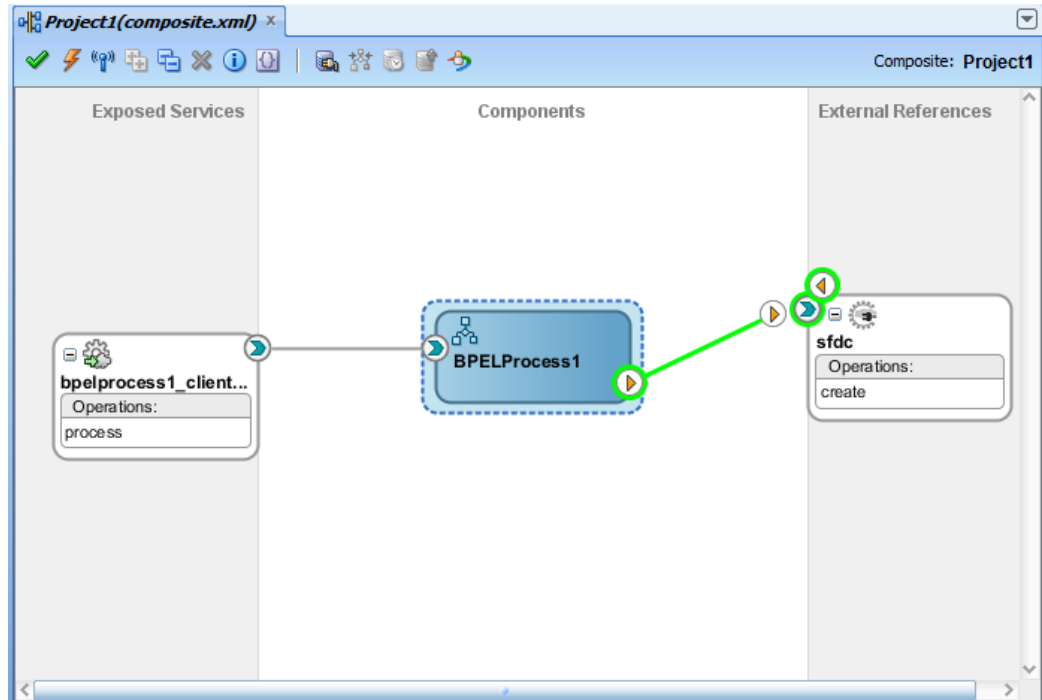 Project1(composite.xml) x
Composite: Project1
Exposed Services
Components
External References
bpelprocess1_client...
Operations:
process
BPELProcess1
sfdc
Operations:
create